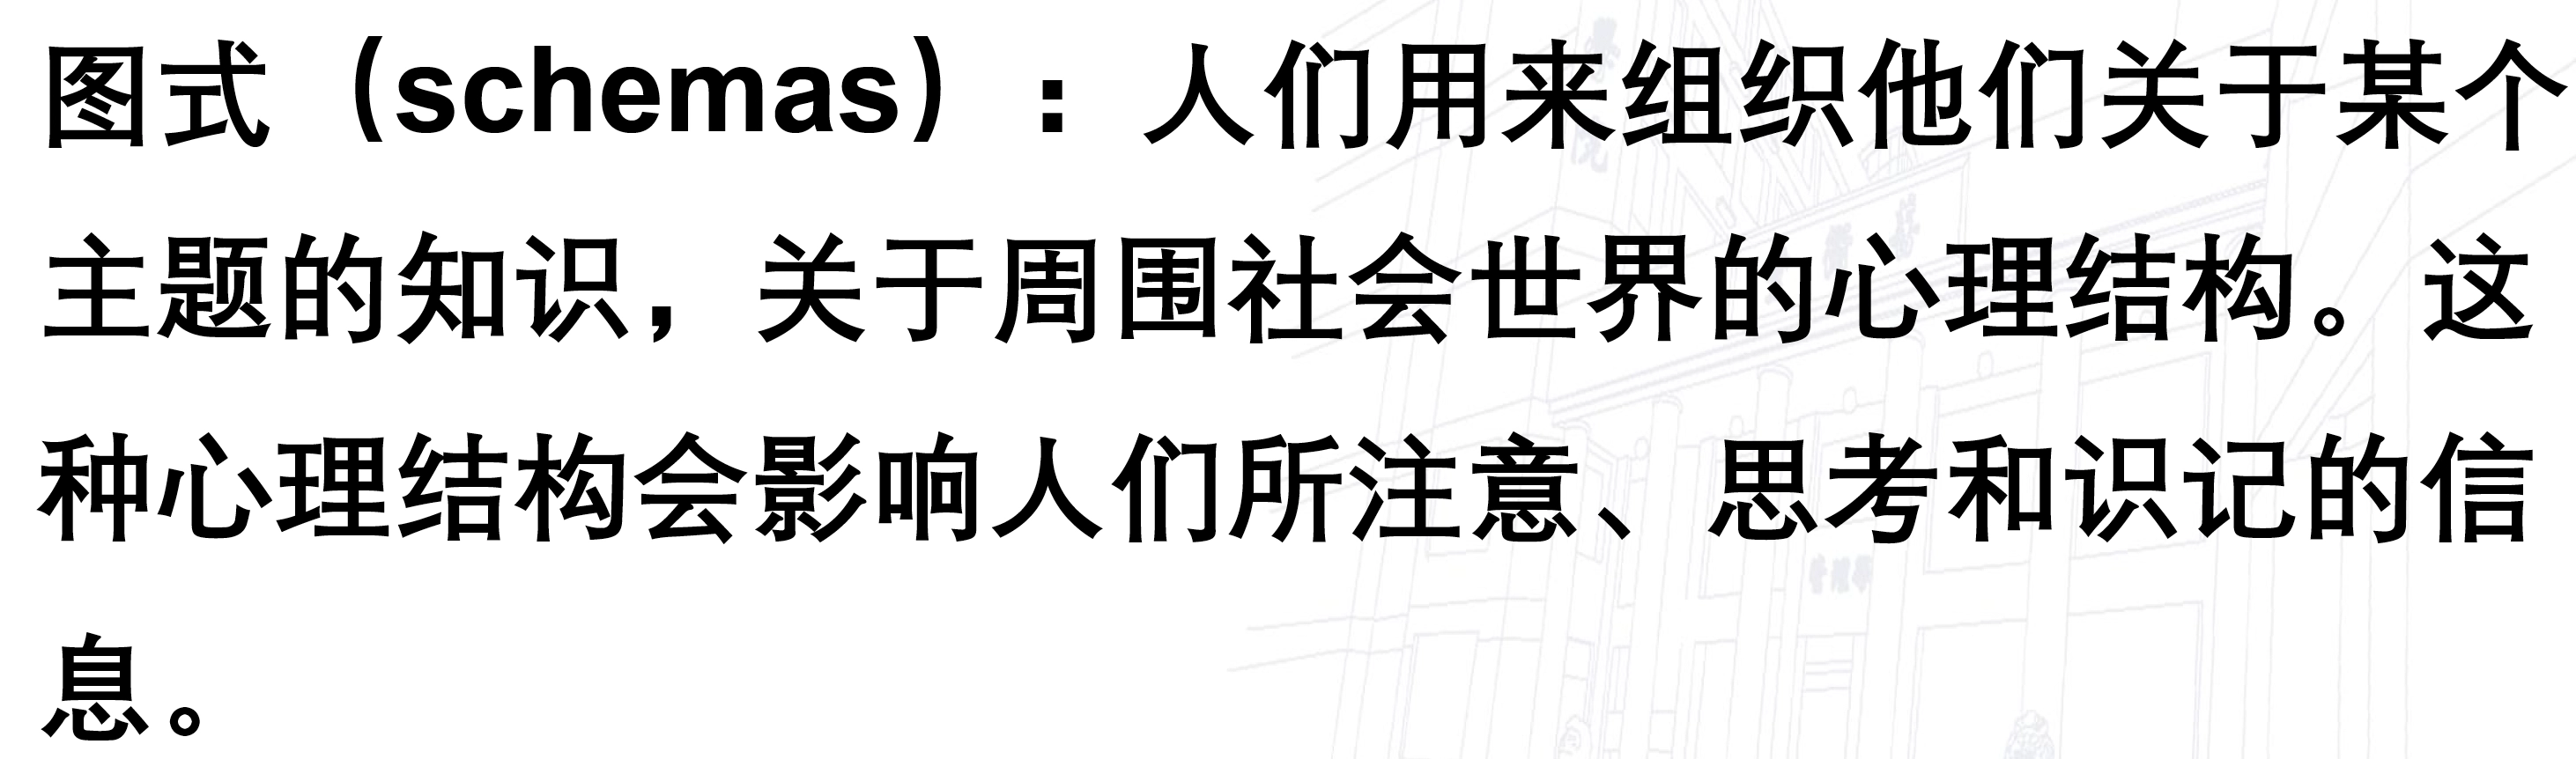 图式（schemas）：人们用来组织他们关于某个
主题的知识，关于周围社会世界的心理结构。这
种心理结构会影响人们所注意、思考和识记的信
息。